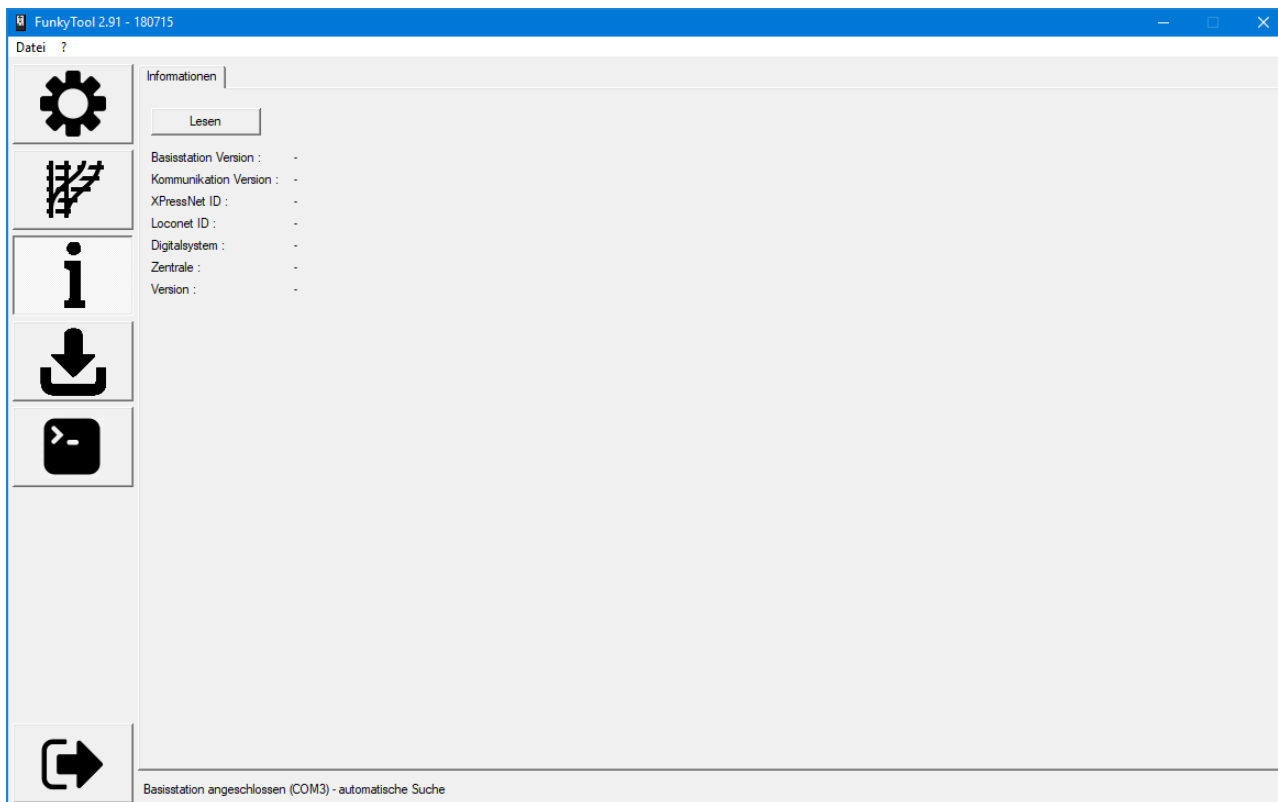 FunkyTool 2.91 - 180715
Datei ?
Informationen
Lesen
Basisstation Version : -
Kommunikation Version : -
XPressNet ID : -
Loconet ID : -
Digitalsystem : -
Zentrale : -
Version : -
Basisstation angeschlossen (COM3) - automatische Suche